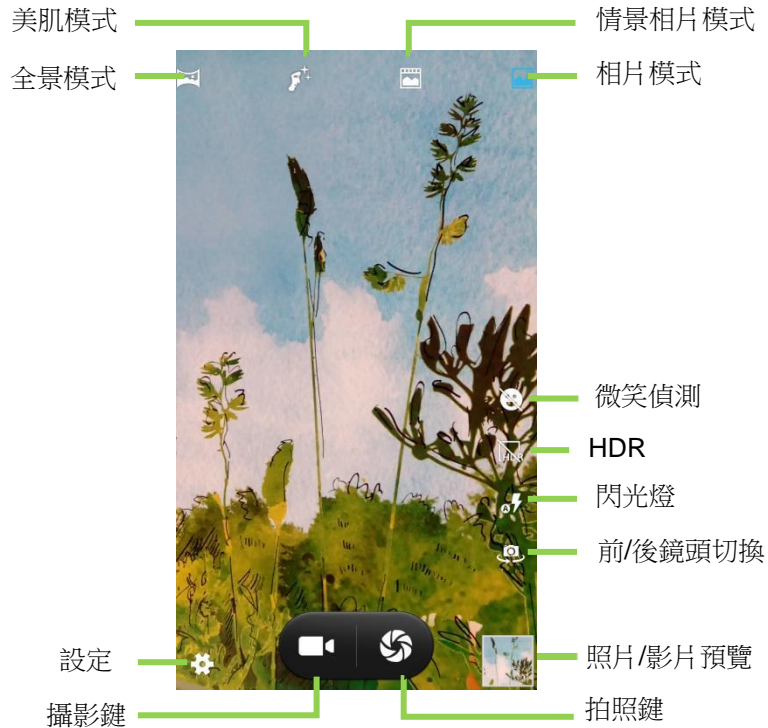 美肌模式
情景相片模式
全景模式
相片模式
微笑偵測
HDR
HDR
閃光燈
A
前/後鏡頭切換
設定
照片/影片預覽
攝影鍵
拍照鍵